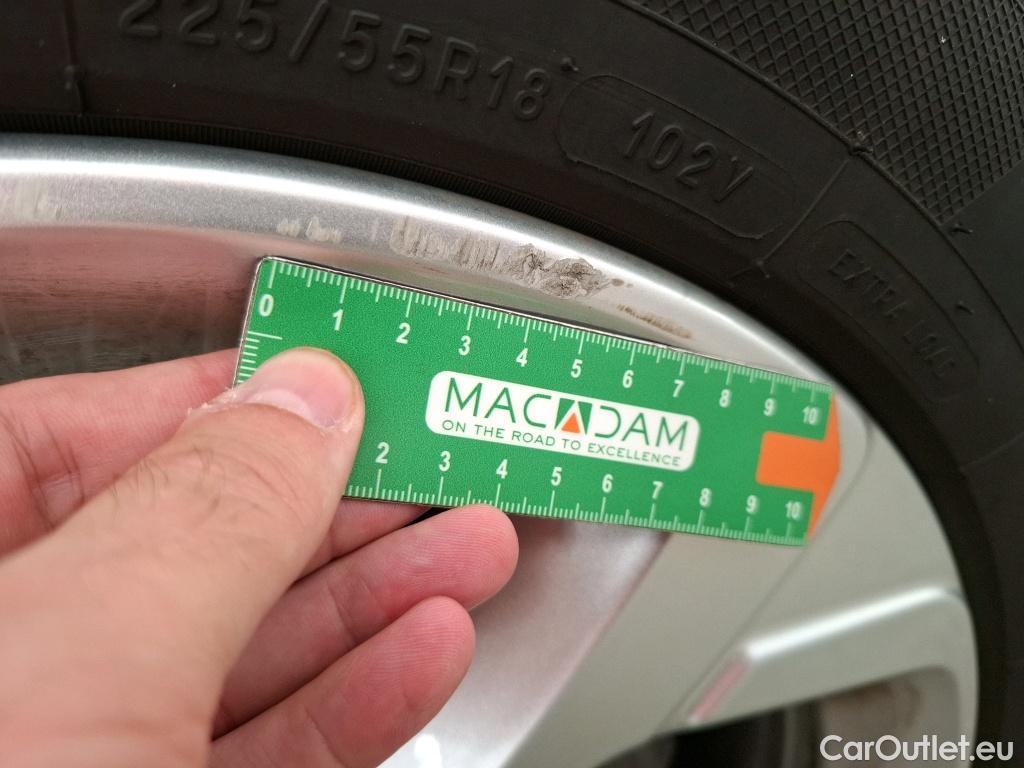 225/55R18 102V
EXTRA LOAD
0 1 2 3 4 5 6 7 8 9 10
MACADAM
ON THE ROAD TO EXCELLENCE
2 3 4 5 6 7 8 9 10
CarOutlet.eu